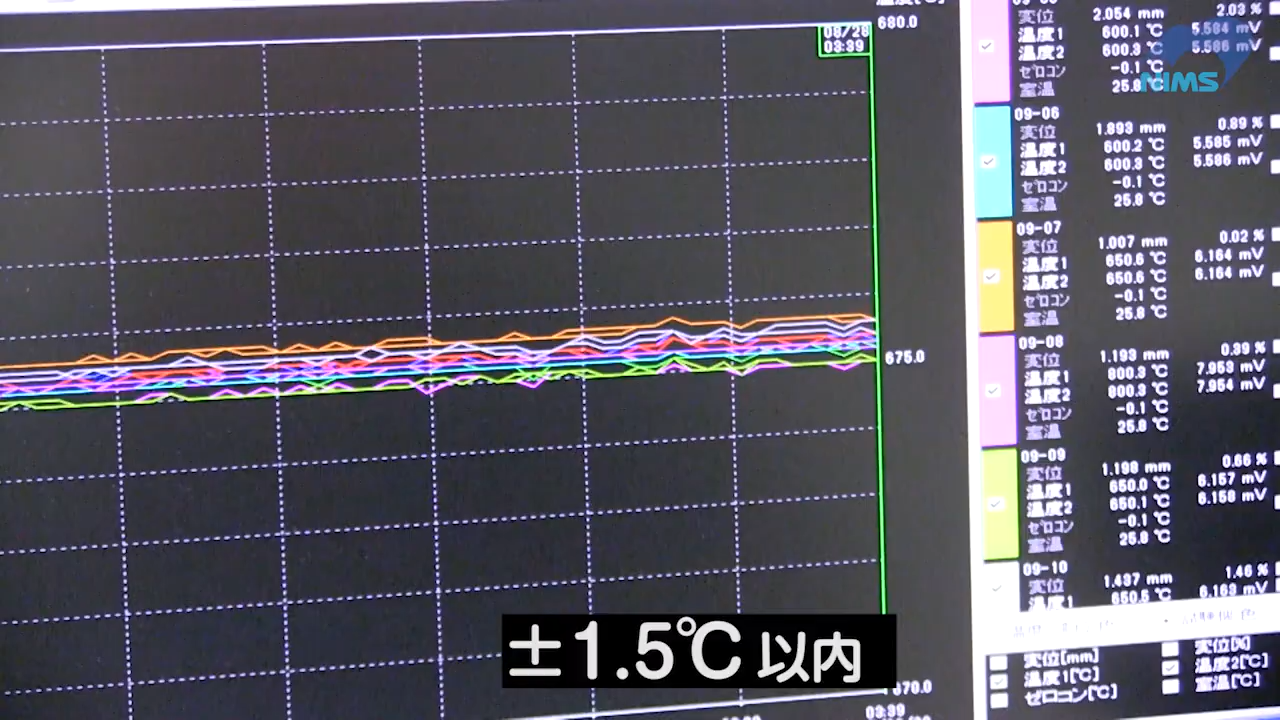 温度[℃]
680.0
08/28
03:39
675.0
670.0
03:39
変位 2.054 mm 2.03 %
温度1 600.1 ℃ 5.584 mV
温度2 600.3 ℃ 5.586 mV
ゼロコン -0.1 ℃
室温 25.8
NIMS
09-06
変位 1.893 mm 0.89 %
温度1 600.2 ℃ 5.585 mV
温度2 600.3 ℃ 5.586 mV
ゼロコン -0.1 ℃
室温 25.8 ℃
09-07
変位 1.007 mm 0.02 %
温度1 650.6 ℃ 6.164 mV
温度2 650.6 ℃ 6.164 mV
ゼロコン -0.1 ℃
室温 25.8 ℃
09-08
変位 1.193 mm 0.39 %
温度1 800.3 ℃ 7.953 mV
温度2 800.3 ℃ 7.954 mV
ゼロコン -0.1 ℃
室温 25.8 ℃
09-09
変位 1.198 mm 0.66 %
温度1 650.0 ℃ 6.157 mV
温度2 650.1 ℃ 6.158 mV
ゼロコン -0.1 ℃
室温 25.8 ℃
09-10
変位 1.437 mm 1.46 %
温度1 650.5 ℃ 6.163 mV
変位[mm] 変位[%]
温度1[℃] 温度2[℃]
ゼロコン[℃] 室温[℃]
±1.5℃以内